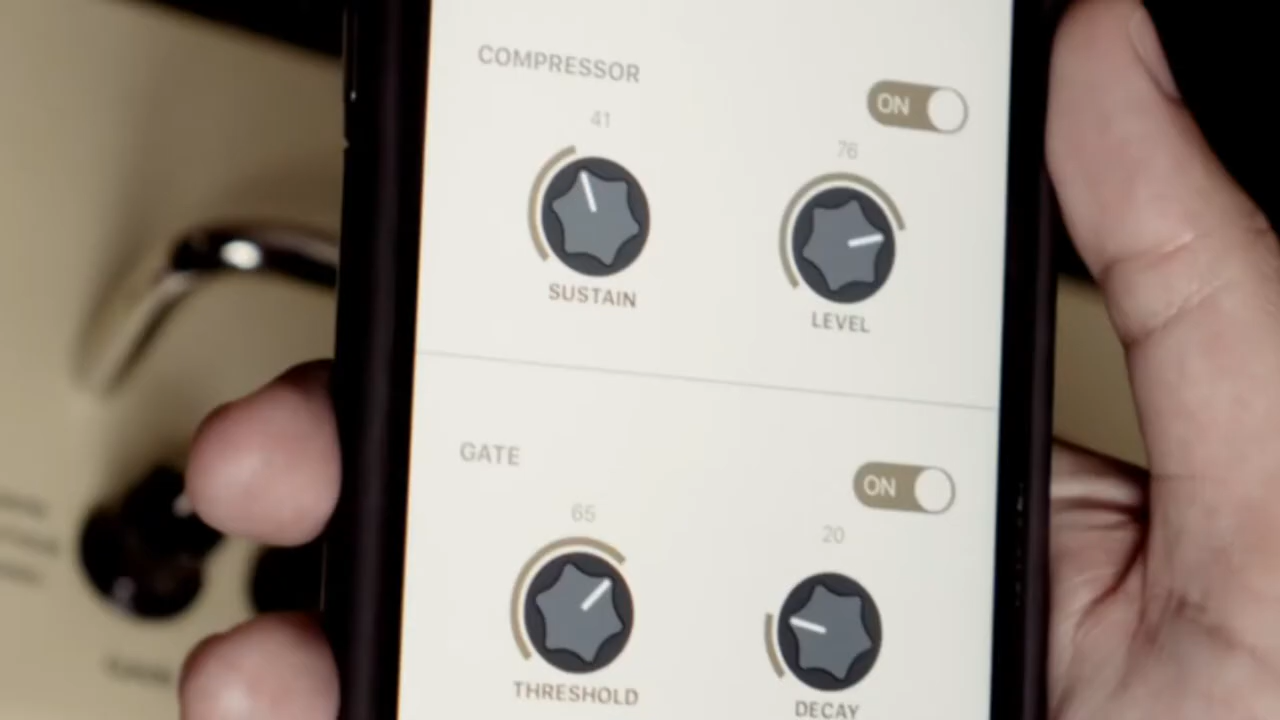 COMPRESSOR
ON
41
76
SUSTAIN
LEVEL
GATE
ON
65
20
THRESHOLD
DECAY